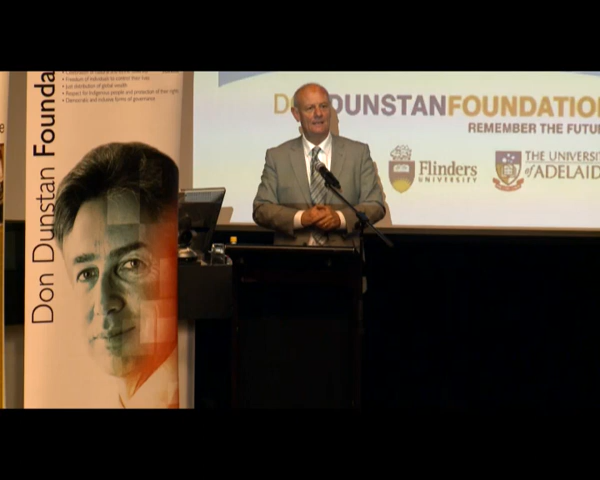 • Freedom of individuals to control their lives
• Just distribution of global wealth
• Respect for indigenous people and protection of their rights
• Democratic and inclusive forms of governance
Don Dunstan Founda
DUNSTANFOUNDATION
REMEMBER THE FUTU
Flinders
UNIVERSITY
THE UNIVERSI
of ADELAID